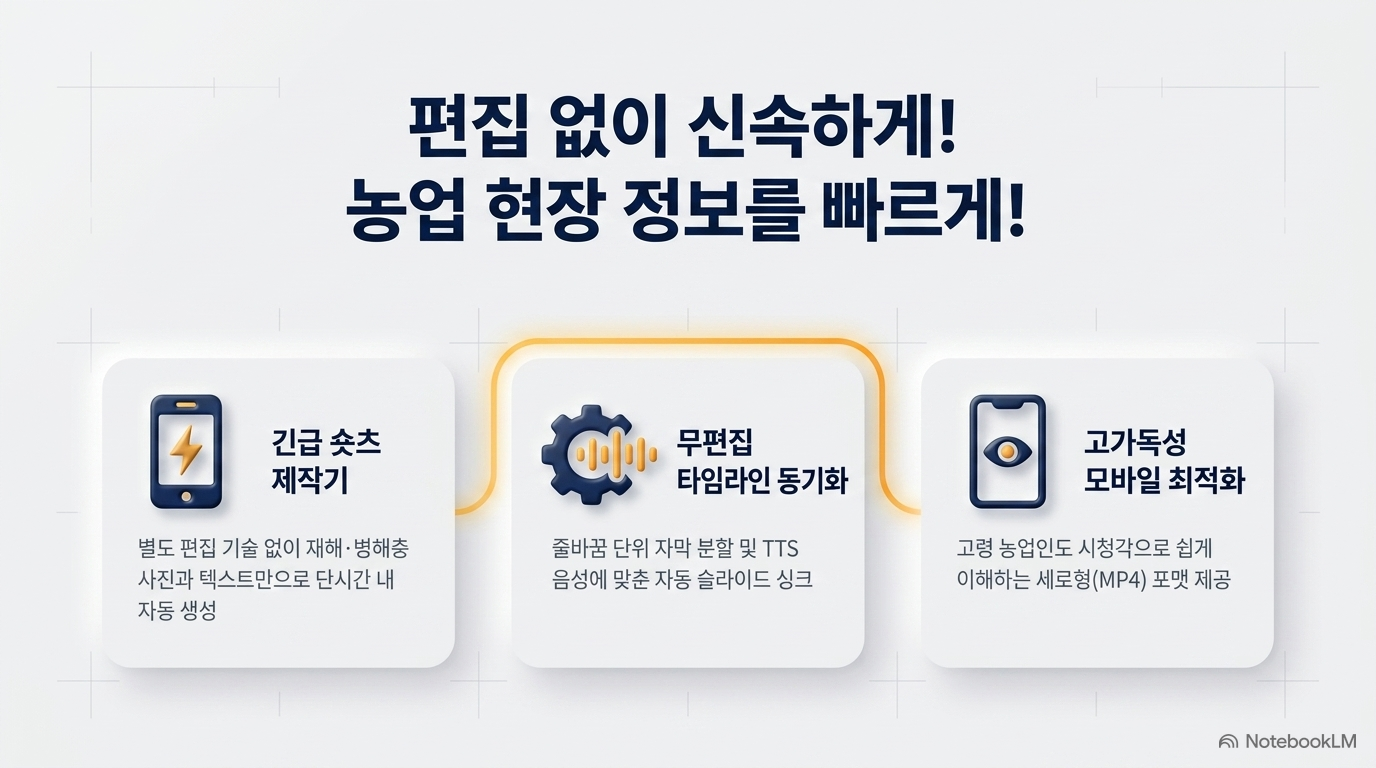 편집 없이 신속하게!
농업 현장 정보를 빠르게!
긴급 숏츠
제작기
별도 편집 기술 없이 재해·병해충
사진과 텍스트만으로 단시간 내
자동 생성
무편집
타임라인 동기화
줄바꿈 단위 자막 분할 및 TTS
음성에 맞춘 자동 슬라이드 싱크
고가독성
모바일 최적화
고령 농업인도 시청각으로 쉽게
이해하는 세로형(MP4) 포맷 제공
NotebookLM